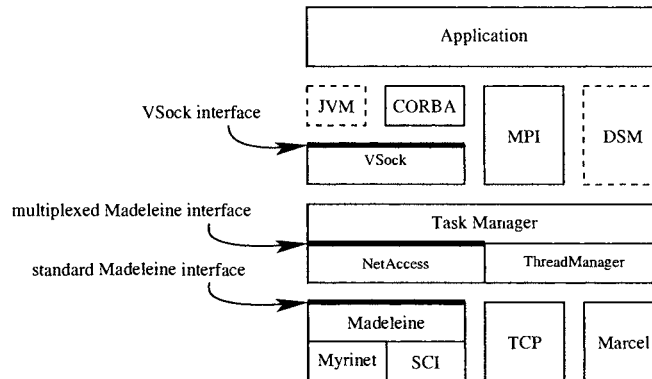 Application
JVM
CORBA
MPI
DSM
VSock interface
VSock
multiplexed Madeleine interface
Task Manager
NetAccess
ThreadManager
standard Madeleine interface
Madeleine
Myrinet
SCI
TCP
Marcel